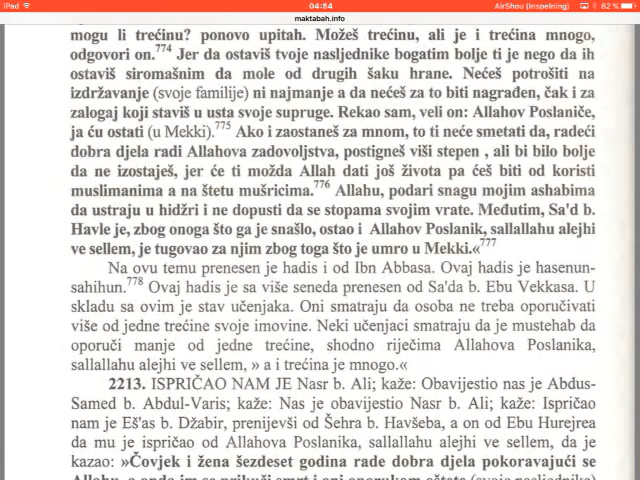 iPad 04:54 AirShou (Inspelning) 82 %
maktabah.info
mogu li trećinu? ponovo upitah. Možeš trećinu, ali je i trećina mnogo,
odgovori on.774 Jer da ostaviš tvoje nasljednike bogatim bolje ti je nego da ih
ostaviš siromašnim da mole od drugih šaku hrane. Nećeš potrošiti na
izdržavanje (svoje familije) ni najmanje a da nećeš za to biti nagrađen, čak i za
zalogaj koji staviš u usta svoje supruge. Rekao sam, veli on: Allahov Poslaniče,
ja ću ostati (u Mekki).775 Ako i zaostaneš za mnom, to ti neće smetati da, radeći
dobra djela radi Allahova zadovoljstva, postigneš viši stepen , ali bi bilo bolje
da ne izostaješ, jer će ti možda Allah dati još života pa ćeš biti od koristi
muslimanima a na štetu mušricima.776 Allahu, podari snagu mojim ashabima
da ustraju u hidžri i ne dopusti da se stopama svojim vrate. Međutim, Sa'd b.
Havle je, zbog onoga što ga je snašlo, ostao i Allahov Poslanik, sallallahu alejhi
ve sellem, je tugovao za njim zbog toga što je umro u Mekki.«777
Na ovu temu prenesen je hadis i od Ibn Abbasa. Ovaj hadis je hasenun-
sahihun.778 Ovaj hadis je sa više seneda prenesen od Sa'da b. Ebu Vekkasa. U
skladu sa ovim je stav učenjaka. Oni smatraju da osoba ne treba oporučivati
više od jedne trećine svoje imovine. Neki učenjaci smatraju da je mustehab da
oporuči manje od jedne trećine, shodno riječima Allahova Poslanika,
sallallahu alejhi ve sellem, » a i trećina je mnogo.«
2213. ISPRIČAO NAM JE Nasr b. Ali; kaže: Obavijestio nas je Abdus-
Samed b. Abdul-Varis; kaže: Nas je obavijestio Nasr b. Ali; kaže: Ispričao
nam je Eš'as b. Džabir, prenijevši od Šehra b. Havšeba, a on od Ebu Hurejrea
da mu je ispričao od Allahova Poslanika, sallallahu alejhi ve sellem, da je
kazao: »Čovjek i žena šezdeset godina rade dobra djela pokoravajući se